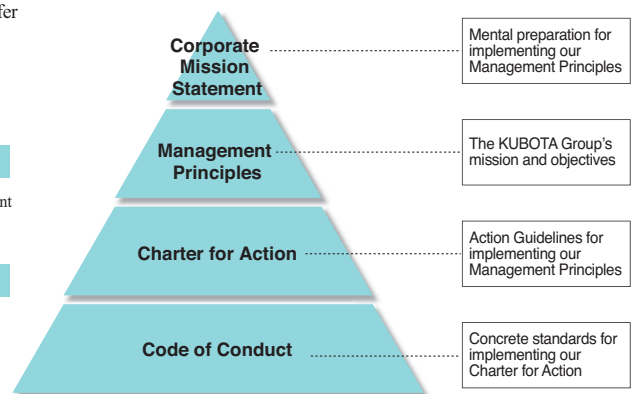 fer
Corporate
Mission
Statement
Mental preparation for
implementing our
Management Principles
Management
Principles
The KUBOTA Group's
mission and objectives
nt
Charter for Action
Action Guidelines for
implementing our
Management Principles
Code of Conduct
Concrete standards for
implementing our
Charter for Action